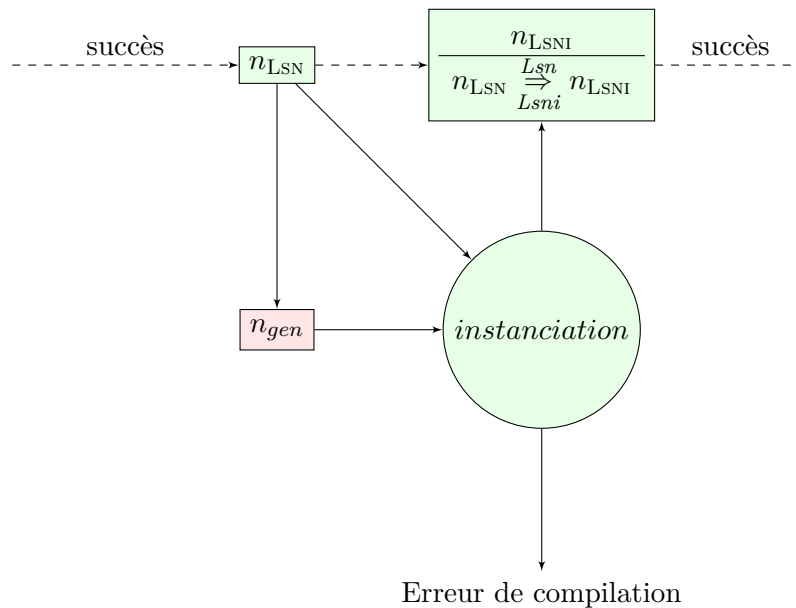 succès
n_LSN
n_LSNI
n_LSN Lsn⇛Lsni n_LSNI
succès
n_gen
instanciation
Erreur de compilation